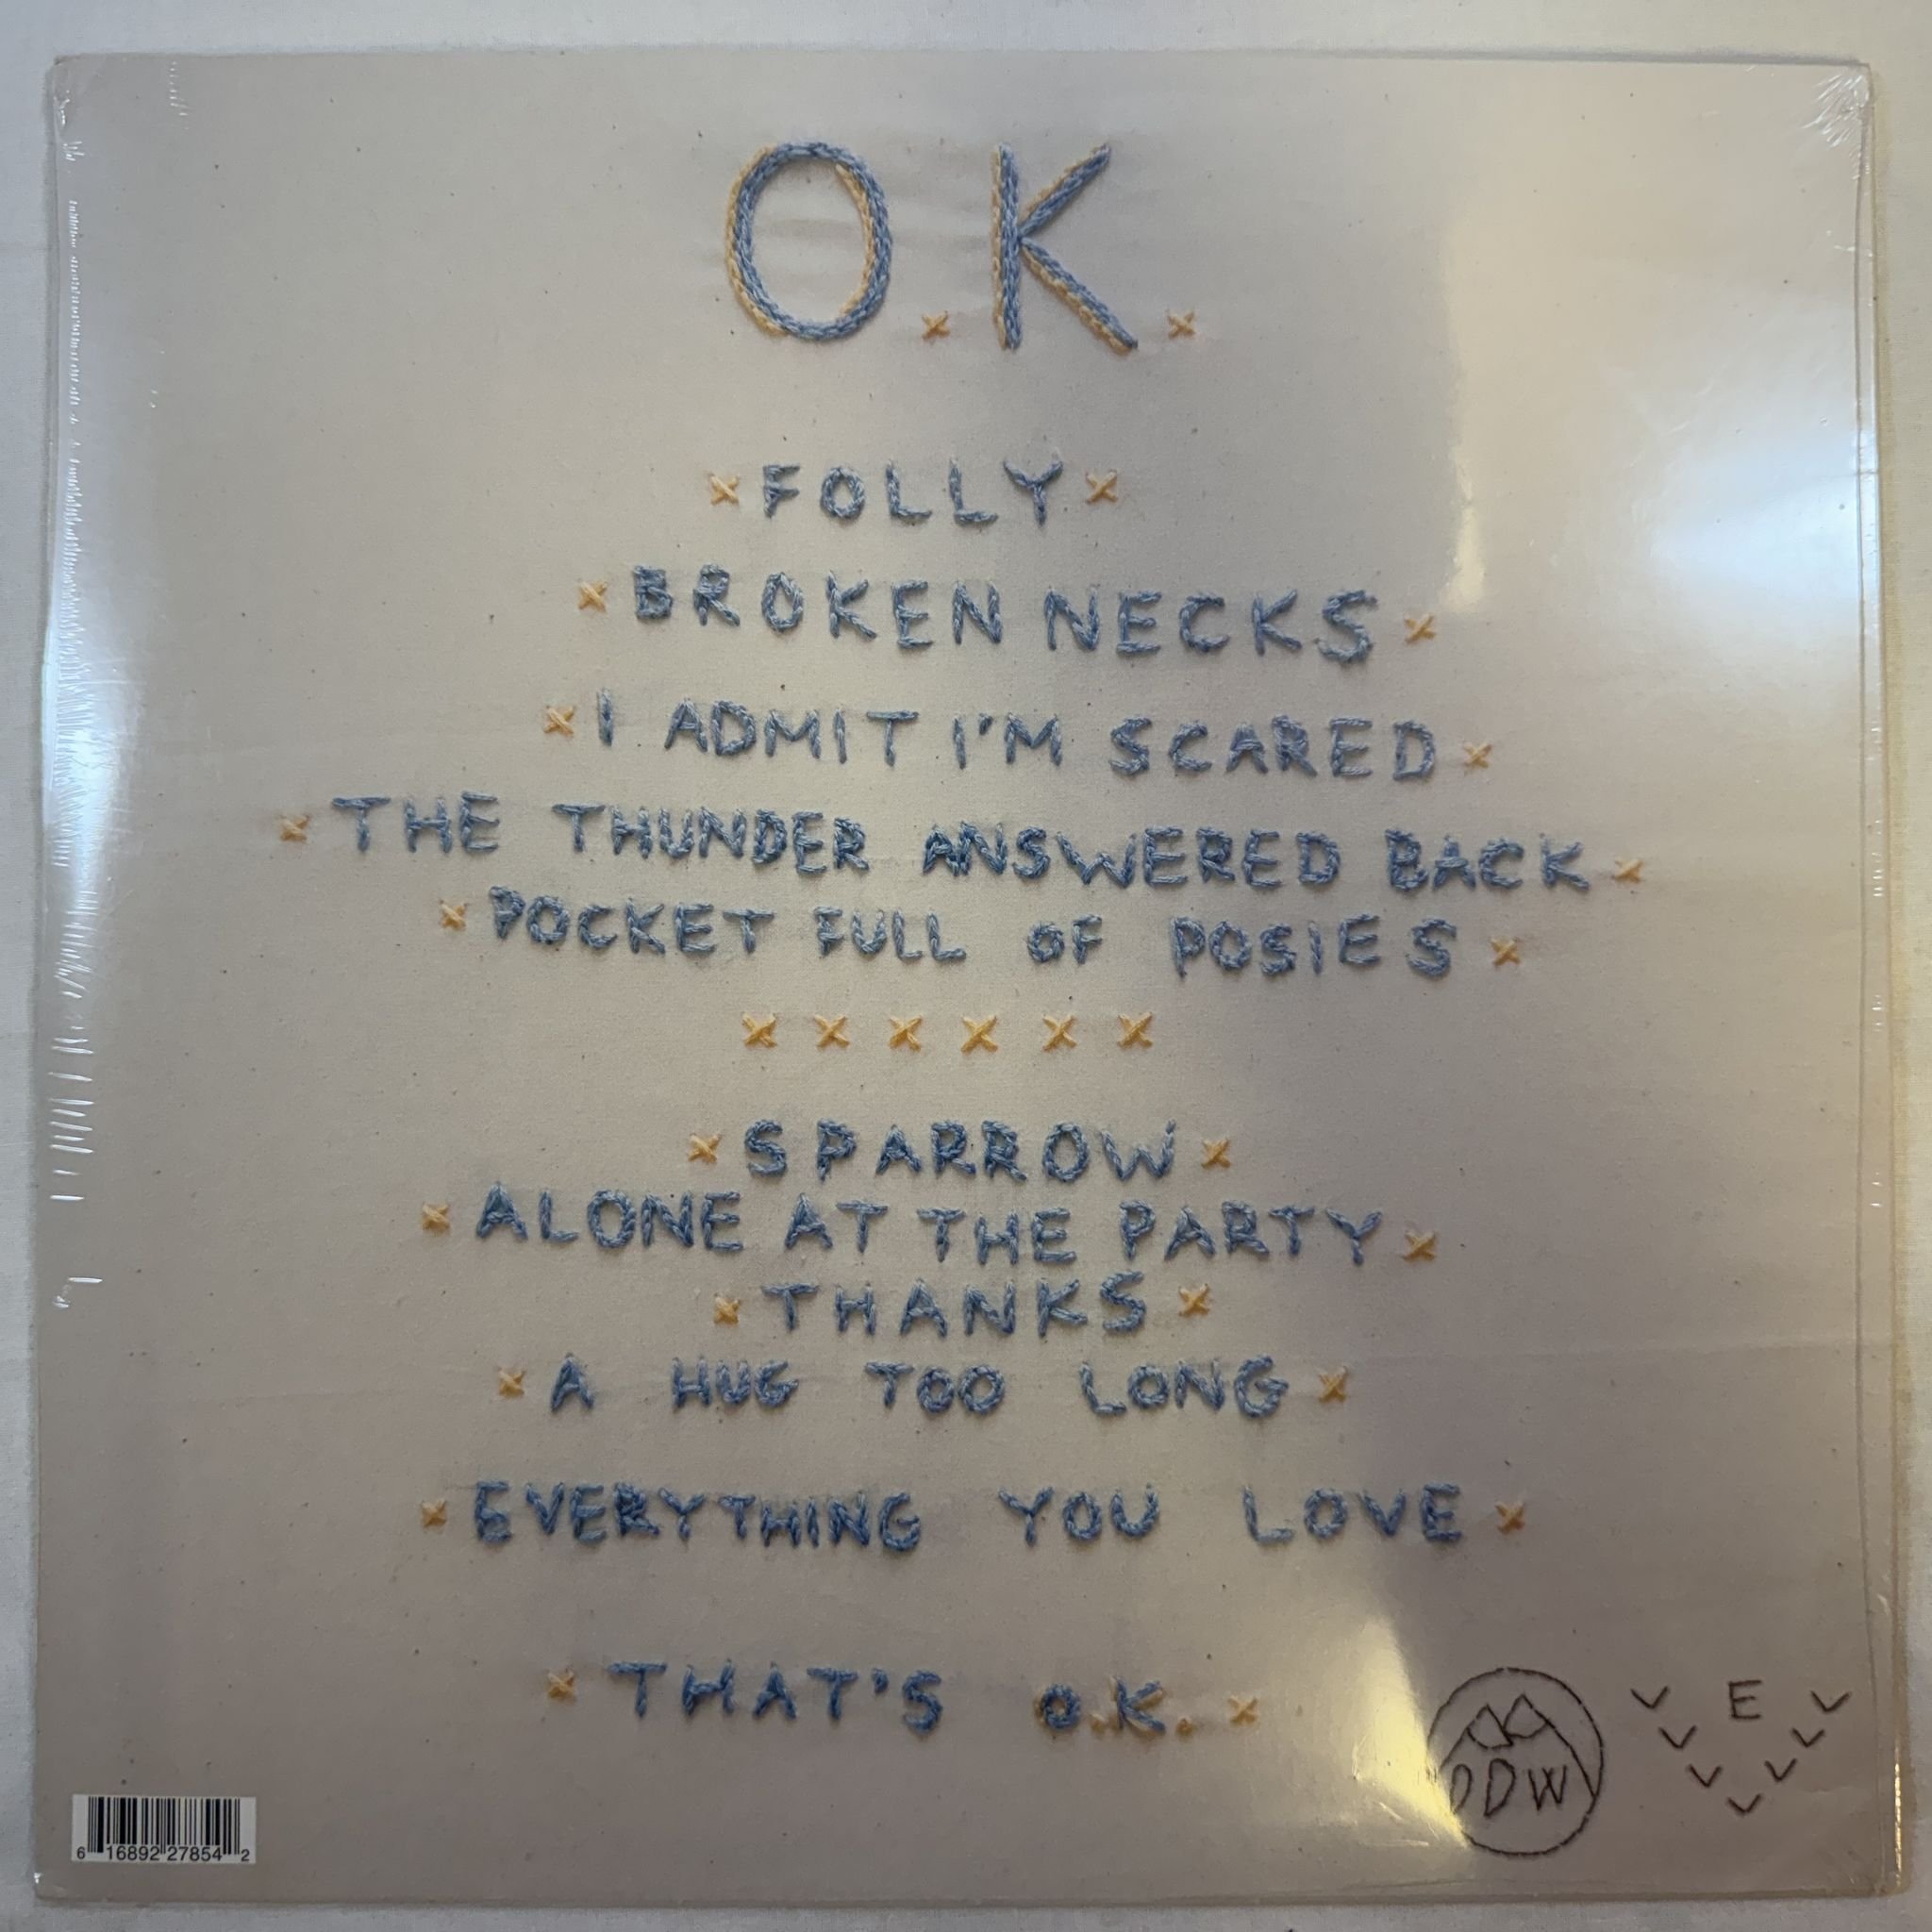 O.K.
FOLLY
BROKEN NECKS
I ADMIT I'M SCARED
THE THUNDER ANSWERED BACK
POCKET FULL OF POSIES
SPARROW
ALONE AT THE PARTY
THANKS
A HUG TOO LONG
EVERYTHING YOU LOVE
THAT'S O.K.
DDW
E
6 16892 27854 2